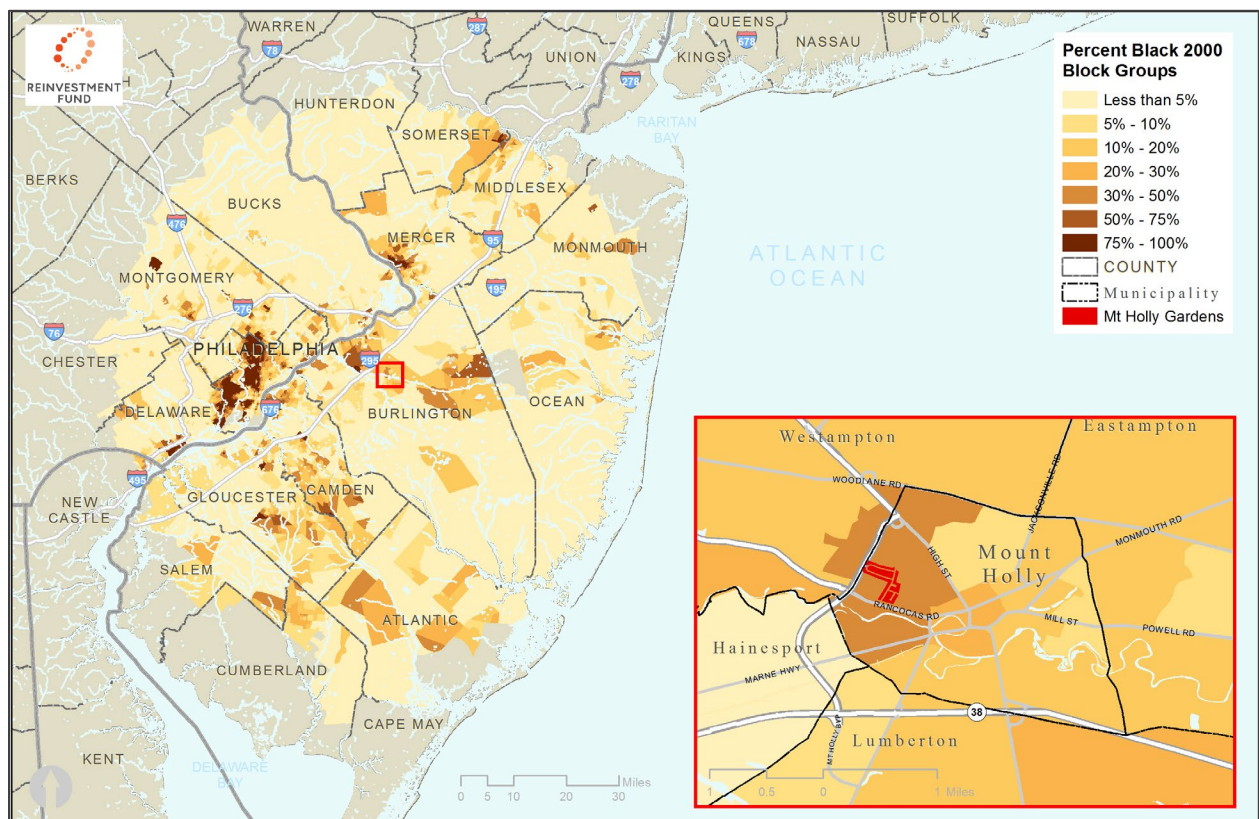 REINVESTMENT
FUND
WARREN
287
78
UNION
278
KINGS
QUEENS
678
NASSAU
SUFFOLK
HUNTERDON
SOMERSET
RARITAN
BAY
BERKS
BUCKS
MIDDLESEX
476
MERCER
95
MONMOUTH
ATLANTIC
OCEAN
MONTGOMERY
195
276
76
PHILADELPHIA
CHESTER
295
DELAWARE
676
BURLINGTON
OCEAN
495
NEW
CASTLE
GLOUCESTER
CAMDEN
SALEM
ATLANTIC
CUMBERLAND
CAPE MAY
KENT
DELAWARE
BAY
Miles
0 5 10 20 30
Percent Black 2000
Block Groups
Less than 5%
5% - 10%
10% - 20%
20% - 30%
30% - 50%
50% - 75%
75% - 100%
COUNTY
Municipality
Mt Holly Gardens
Westampton
Eastampton
WOODLANE RD
JACKSONVILLE RD
MONMOUTH RD
HIGH ST
Mount
Holly
RANCOCAS RD
MILL ST
POWELL RD
Hainesport
MARNE HWY
38
MT HOLLY BYP
Lumberton
1 0.5 0 1 Miles